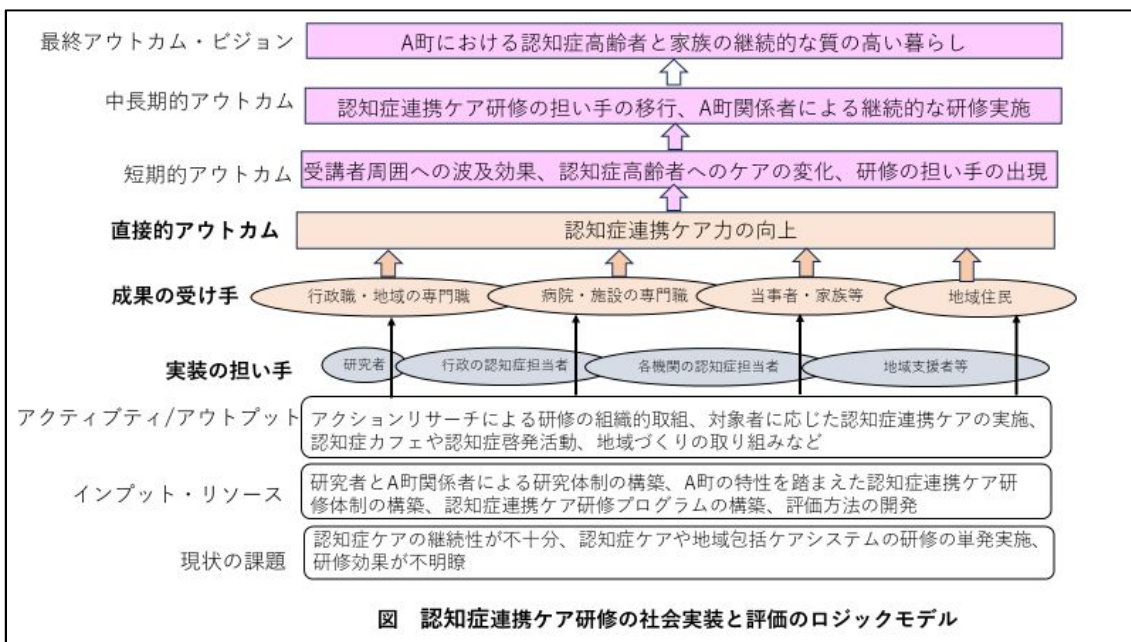 最終アウトカム・ビジョン
A町における認知症高齢者と家族の継続的な質の高い暮らし
中長期的アウトカム
認知症連携ケア研修の担い手の移行、A町関係者による継続的な研修実施
短期的アウトカム
受講者周囲への波及効果、認知症高齢者へのケアの変化、研修の担い手の出現
直接的アウトカム
認知症連携ケア力の向上
成果の受け手
行政職・地域の専門職
病院・施設の専門職
当事者・家族等
地域住民
実装の担い手
研究者
行政の認知症担当者
各機関の認知症担当者
地域支援者等
アクティブティ/アウトプット
アクションリサーチによる研修の組織的取組、対象者に応じた認知症連携ケアの実施、
認知症カフェや認知症啓発活動、地域づくりの取り組みなど
インプット・リソース
研究者とA町関係者による研究体制の構築、A町の特性を踏まえた認知症連携ケア研
修体制の構築、認知症連携ケア研修プログラムの構築、評価方法の開発
現状の課題
認知症ケアの継続性が不十分、認知症ケアや地域包括ケアシステムの研修の単発実施、
研修効果が不明瞭
図 認知症連携ケア研修の社会実装と評価のロジックモデル